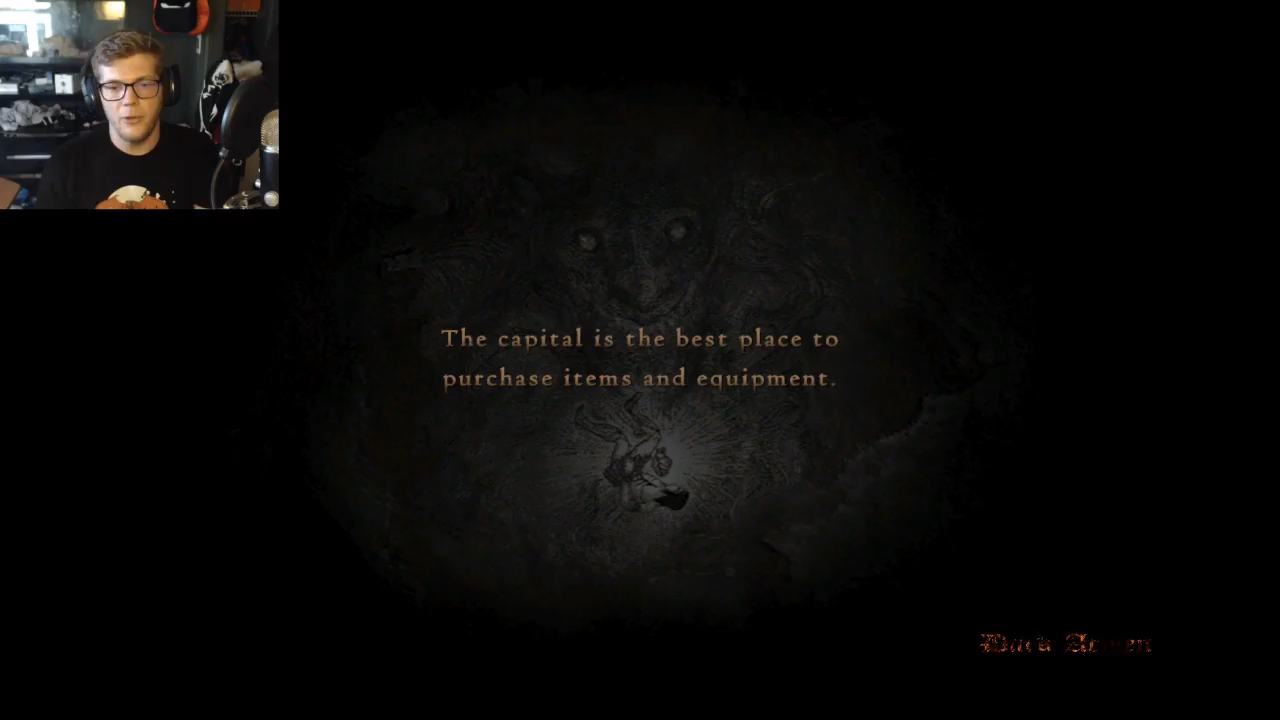 The capital is the best place to
purchase items and equipment.